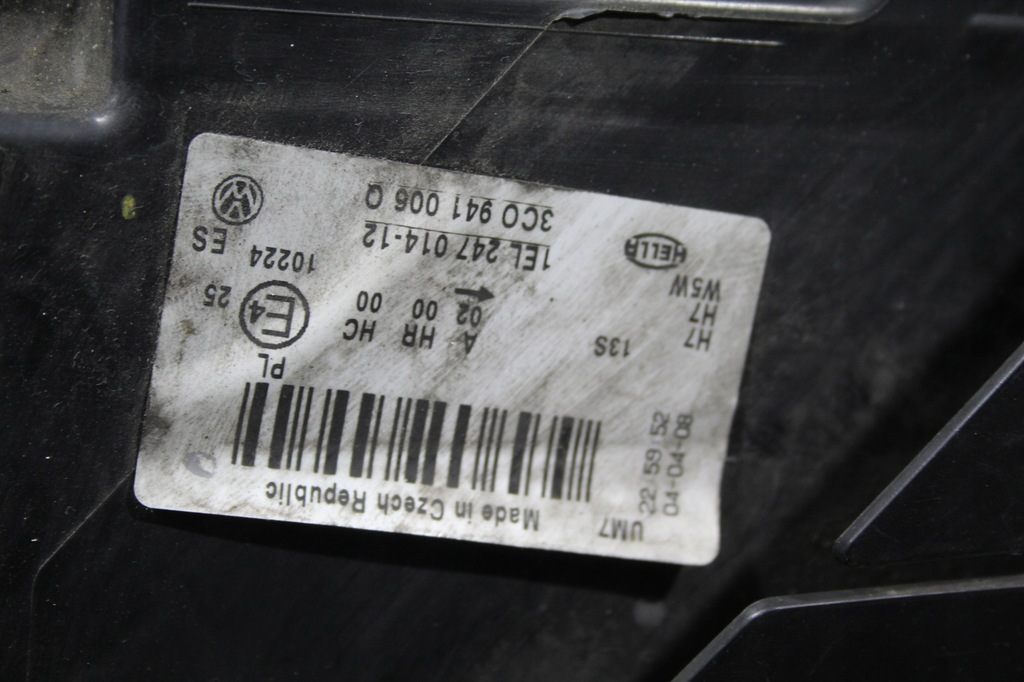 UM7
22 59 52
04-04-08
Made in Czech Republic
PL
H7 13S
H7
W5W
A HR HC
02 00 00
E4 25
10224
HELLA
1EL 247 014-12
ES
3C0 941 006 Q